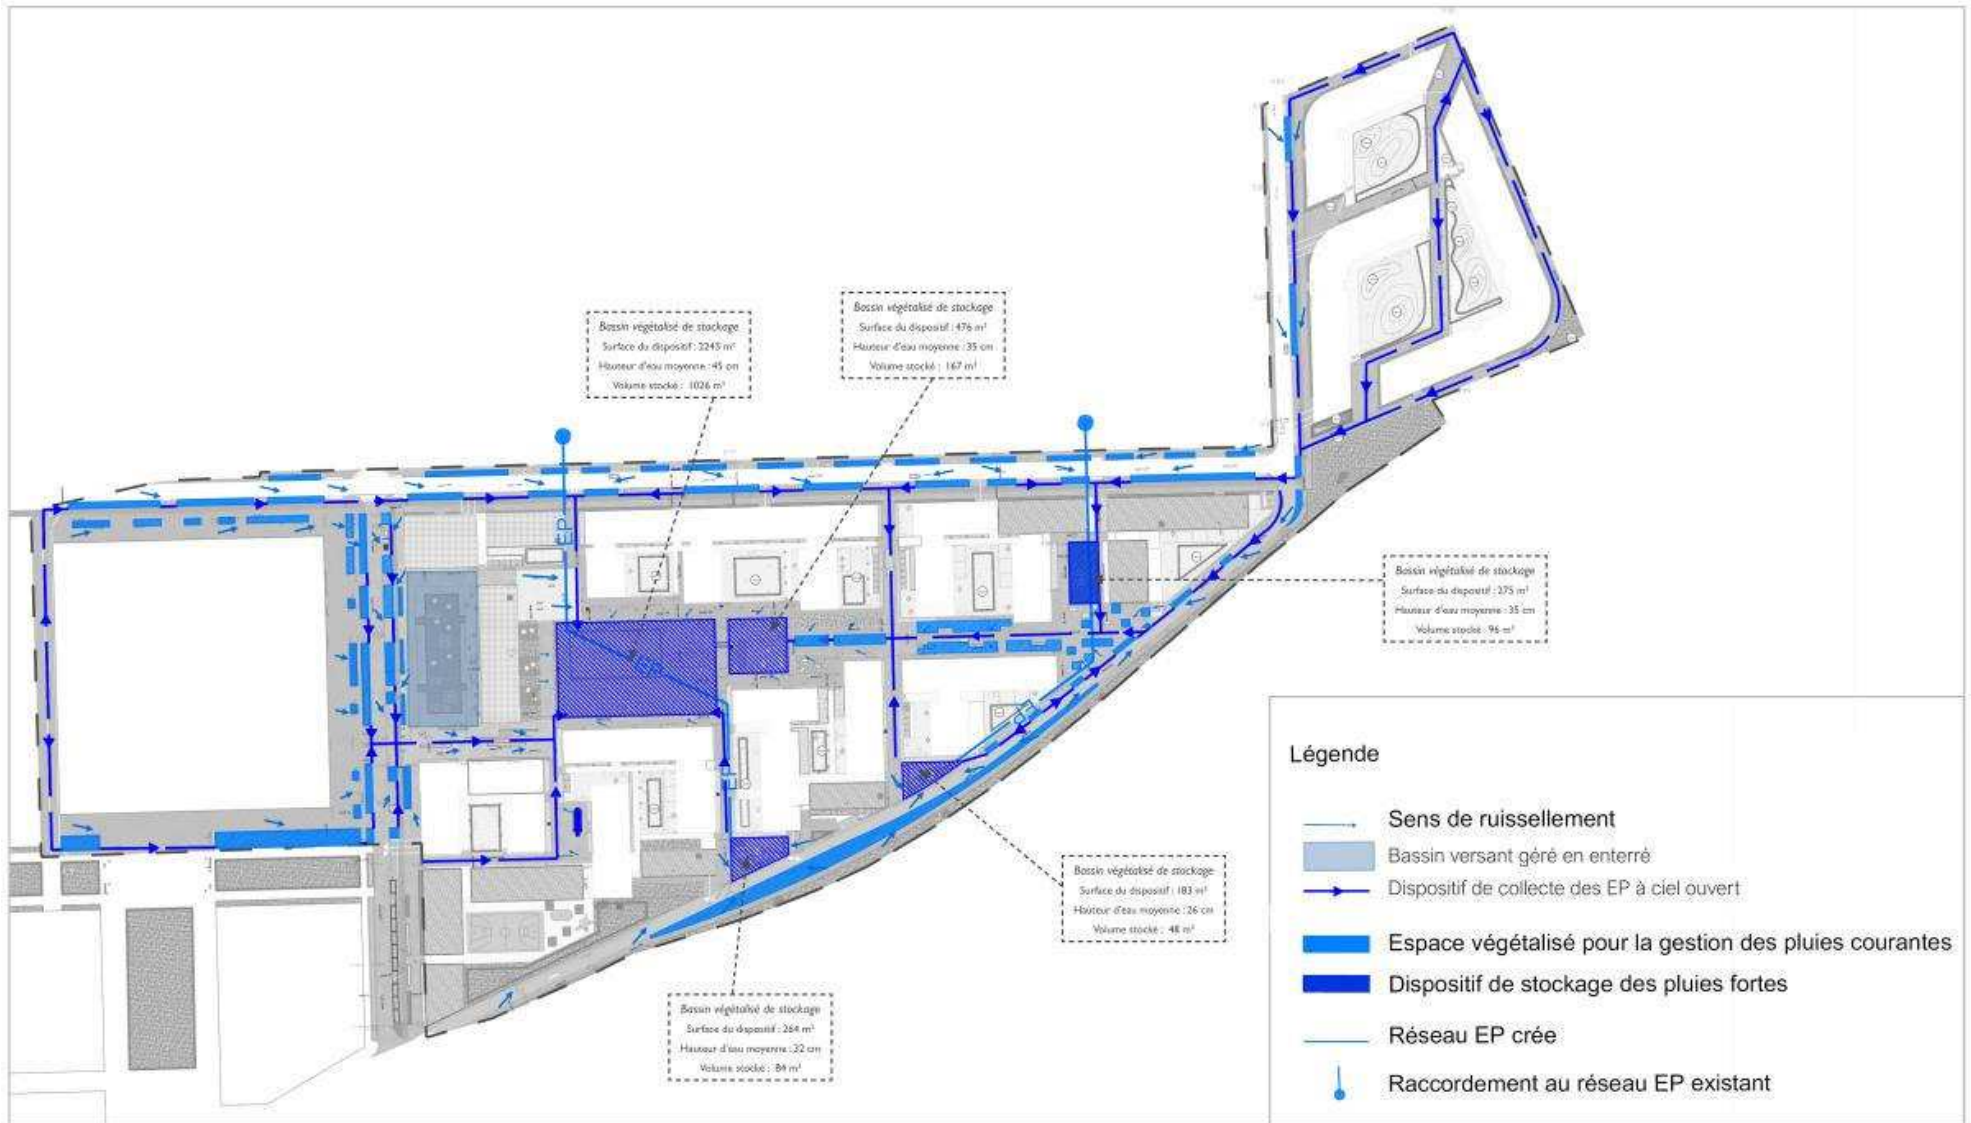 Bassin végétalisé de stockage
Surface du dispositif : 2243 m²
Hauteur d'eau moyenne : 45 cm
Volume stocké : 1026 m³
Bassin végétalisé de stockage
Surface du dispositif : 476 m²
Hauteur d'eau moyenne : 35 cm
Volume stocké : 167 m³
EP
EP
EP
EP
Bassin végétalisé de stockage
Surface du dispositif : 275 m²
Hauteur d'eau moyenne : 35 cm
Volume stocké : 96 m³
Bassin végétalisé de stockage
Surface du dispositif : 183 m²
Hauteur d'eau moyenne : 26 cm
Volume stocké : 48 m³
Bassin végétalisé de stockage
Surface du dispositif : 264 m²
Hauteur d'eau moyenne : 32 cm
Volume stocké : 84 m³
Légende
Sens de ruissellement
Bassin versant géré en enterré
Dispositif de collecte des EP à ciel ouvert
Espace végétalisé pour la gestion des pluies courantes
Dispositif de stockage des pluies fortes
Réseau EP crée
Raccordement au réseau EP existant